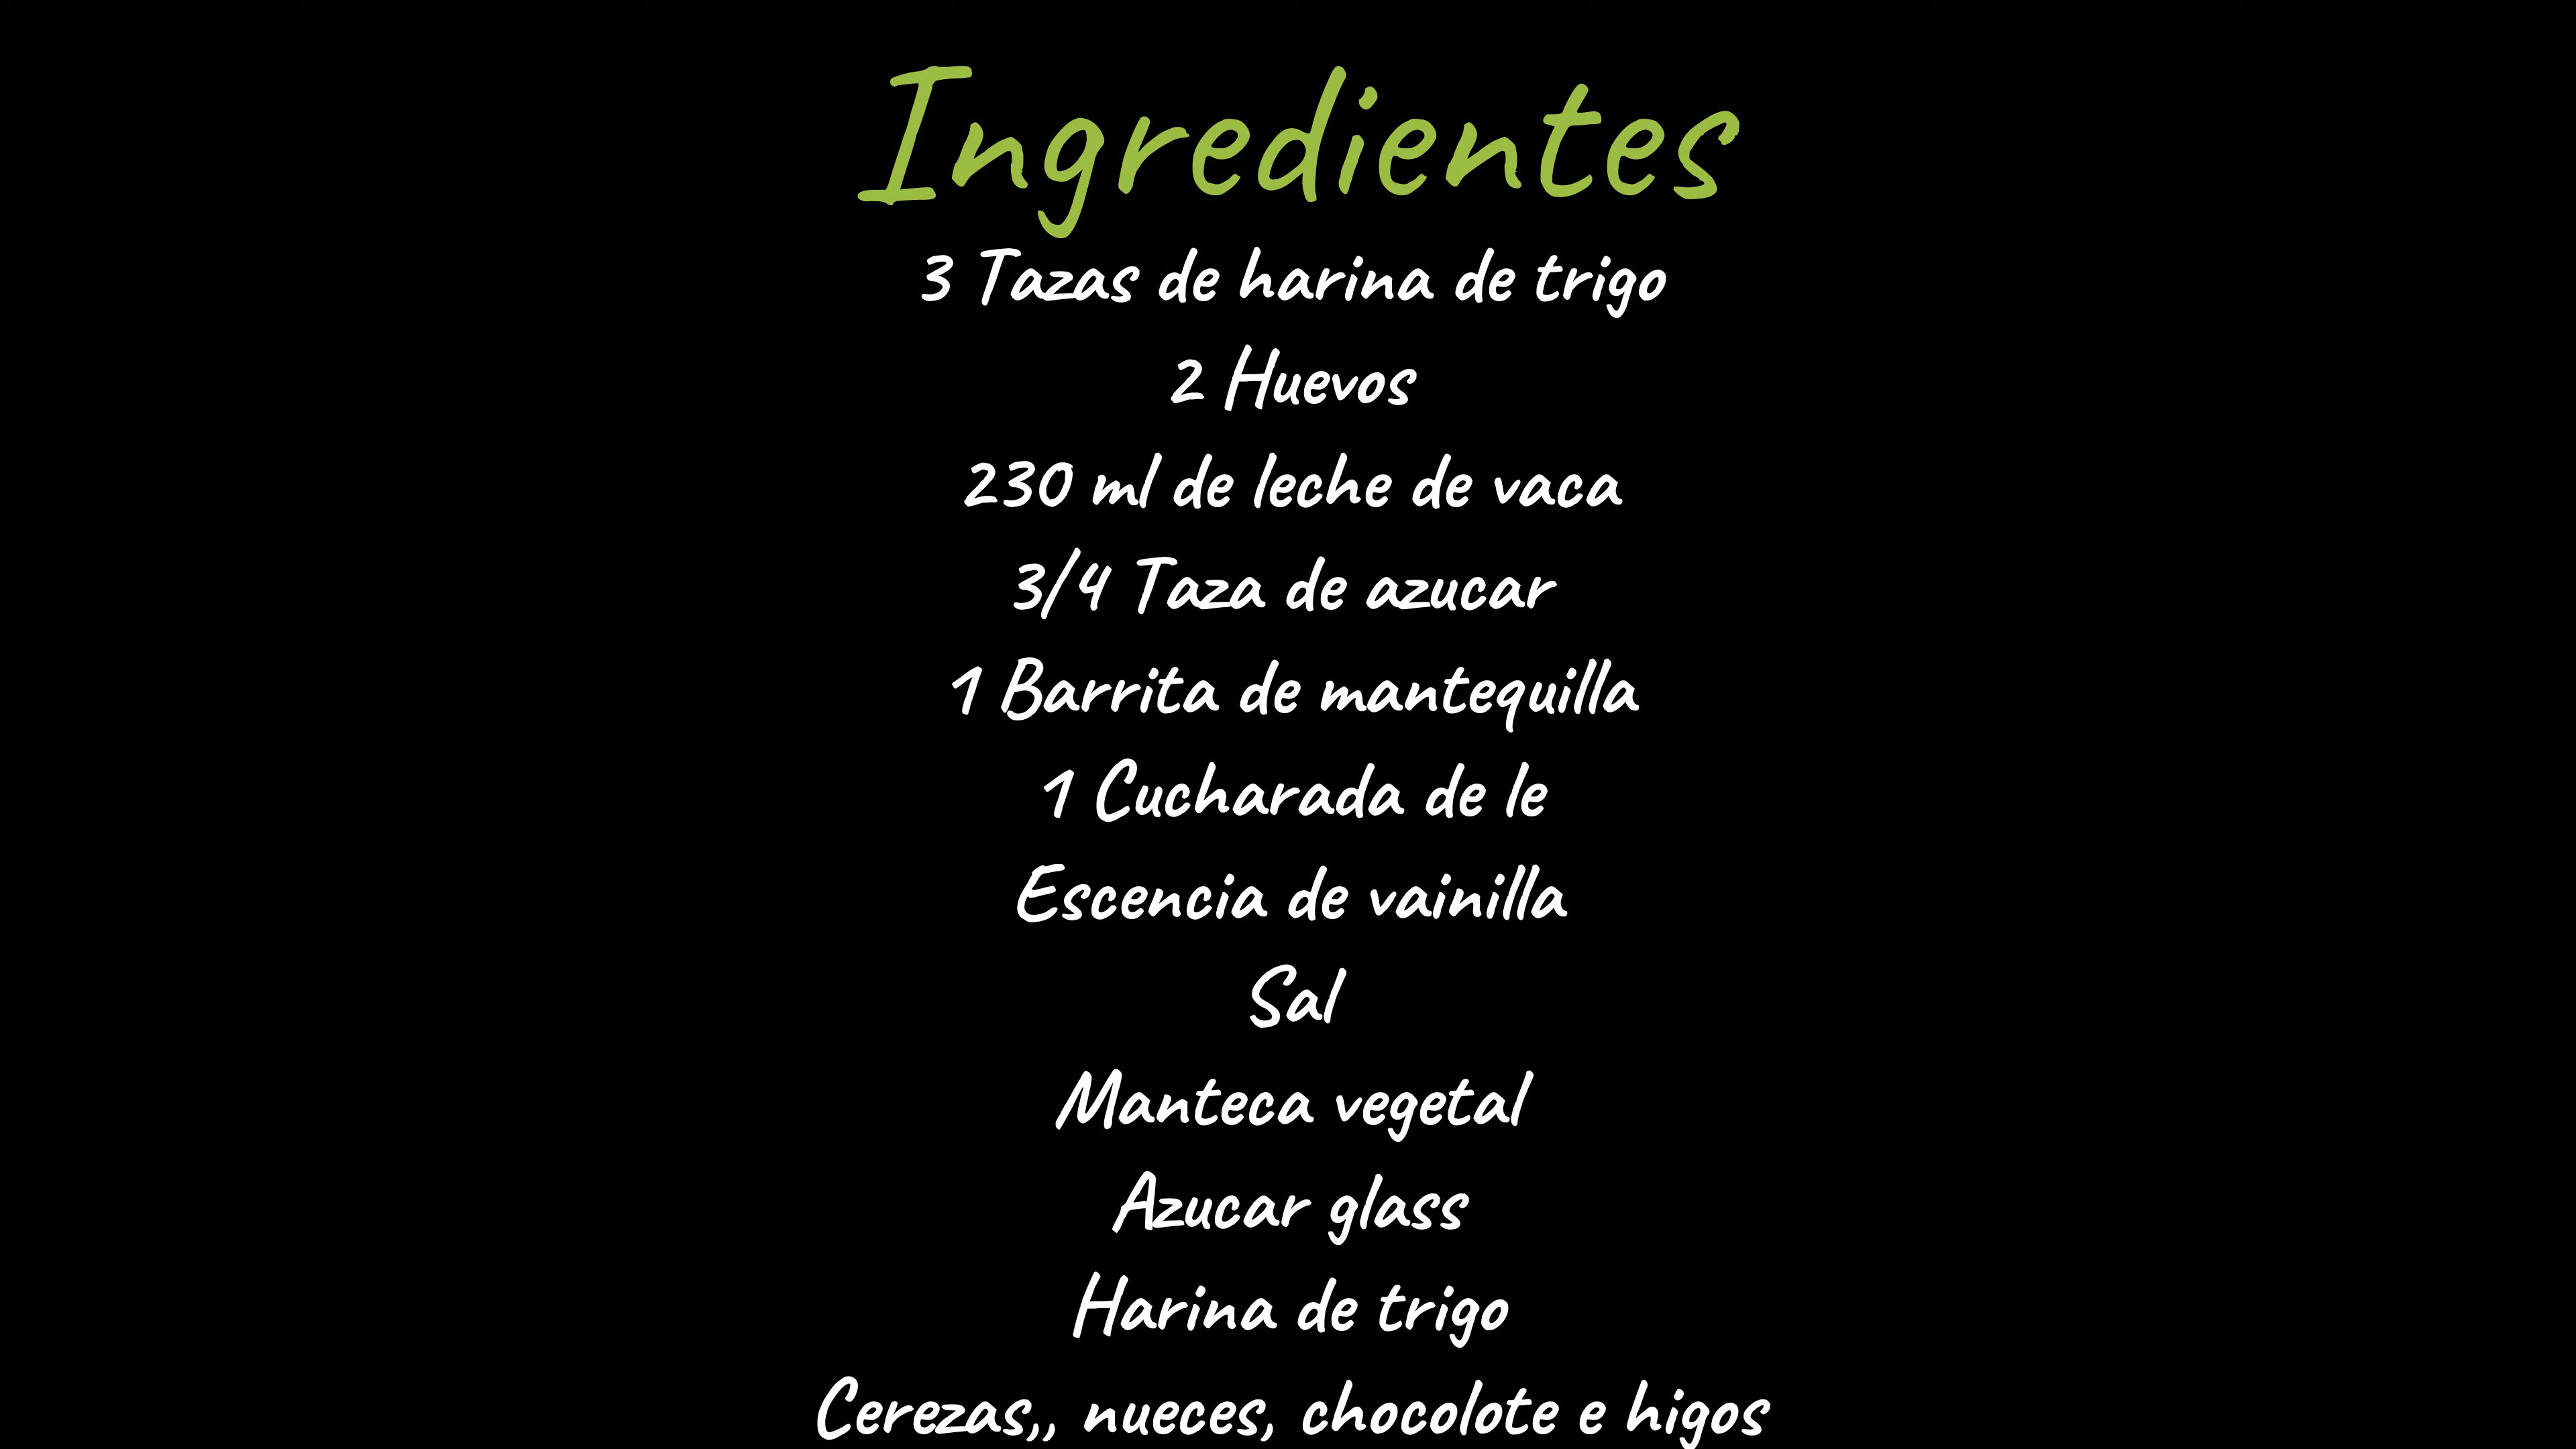 Ingredientes
3 Tazas de harina de trigo
2 Huevos
230 ml de leche de vaca
3/4 Taza de azucar
1 Barrita de mantequilla
1 Cucharada de le
Escencia de vainilla
Sal
Manteca vegetal
Azucar glass
Harina de trigo
Cerezas,, nueces, chocolote e higos